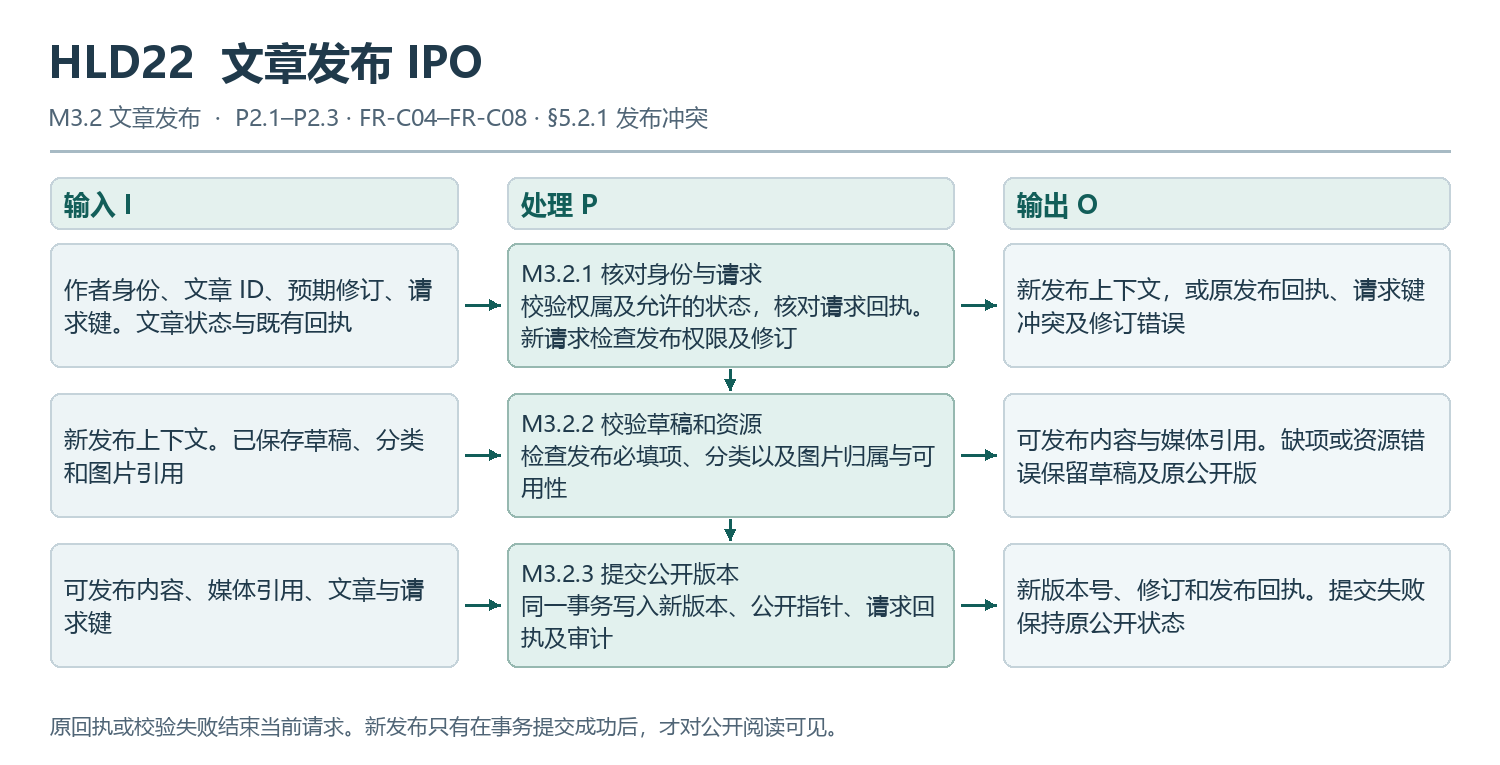 HLD22 文章发布 IPO
M3.2 文章发布 · P2.1–P2.3 · FR-C04–FR-C08 · §5.2.1 发布冲突
输入 I
处理 P
输出 O
作者身份、文章 ID、预期修订、请
求键。文章状态与既有回执
M3.2.1 核对身份与请求
校验权属及允许的状态，核对请求回执。
新请求检查发布权限及修订
新发布上下文，或原发布回执、请求键
冲突及修订错误
新发布上下文。已保存草稿、分类
和图片引用
M3.2.2 校验草稿和资源
检查发布必填项、分类以及图片归属与可
用性
可发布内容与媒体引用。缺项或资源错
误保留草稿及原公开版
可发布内容、媒体引用、文章与请
求键
M3.2.3 提交公开版本
同一事务写入新版本、公开指针、请求回
执及审计
新版本号、修订和发布回执。提交失败
保持原公开状态
原回执或校验失败结束当前请求。新发布只有在事务提交成功后，才对公开阅读可见。